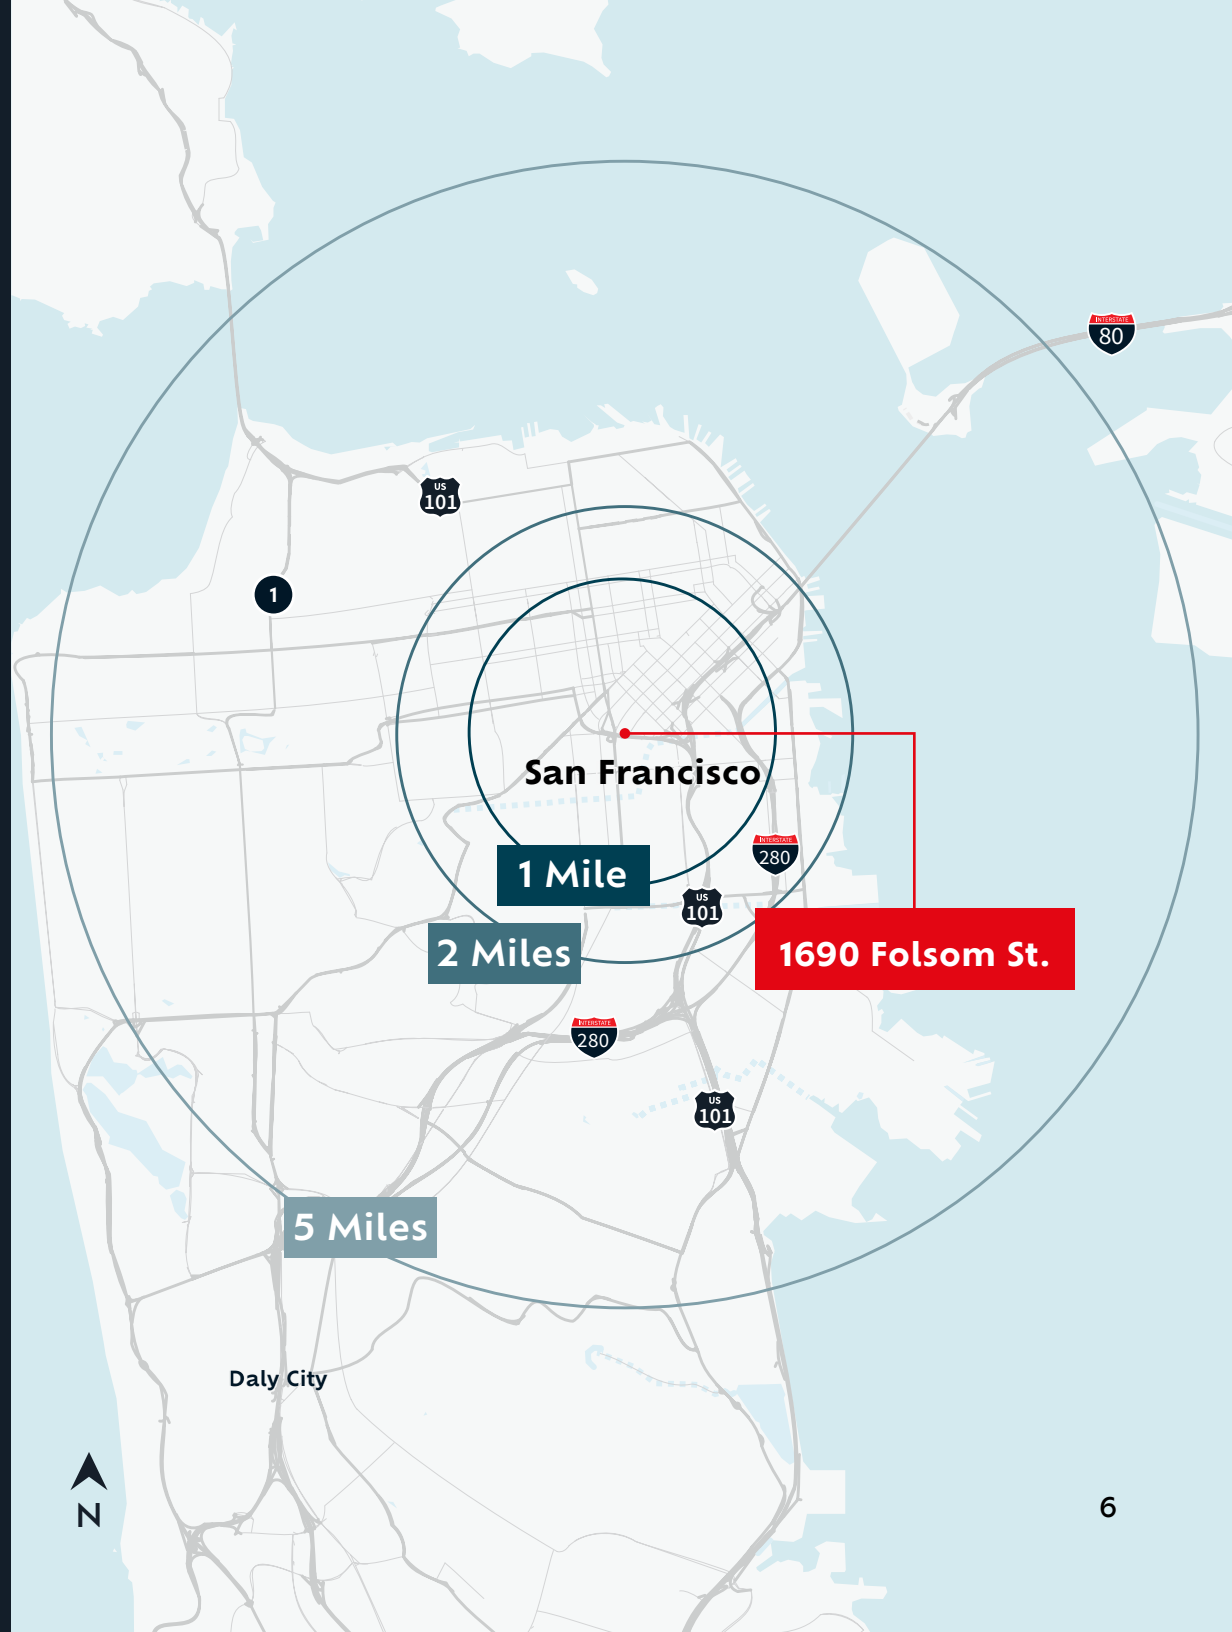 INTERSTATE
80
US
101
1
San Francisco
INTERSTATE
280
1 Mile
US
101
2 Miles
1690 Folsom St.
INTERSTATE
280
US
101
5 Miles
Daly City
N
6